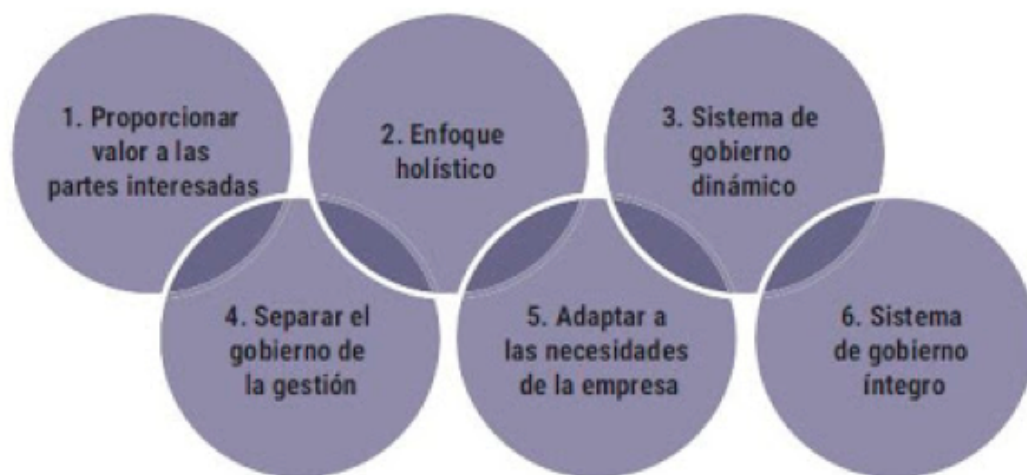 1. Proporcionar
valor a las
partes interesadas
2. Enfoque
holístico
3. Sistema de
gobierno
dinámico
4. Separar el
gobierno de
la gestión
5. Adaptar a
las necesidades
de la empresa
6. Sistema
de gobierno
íntegro